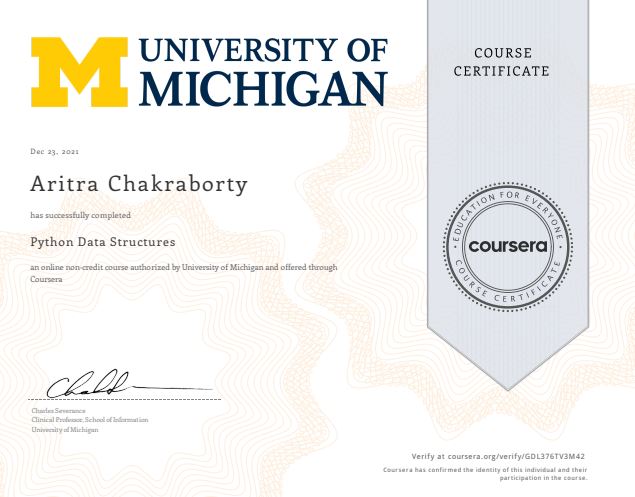 UNIVERSITY OF
MICHIGAN
COURSE
CERTIFICATE
Dec 23, 2021
Aritra Chakraborty
has successfully completed
Python Data Structures
an online non-credit course authorized by University of Michigan and offered through
Coursera
EDUCATION FOR EVERYONE
coursera
COURSE CERTIFICATE
Charles Severance
Clinical Professor, School of Information
University of Michigan
Verify at coursera.org/verify/GDL376TV3M42
Coursera has confirmed the identity of this individual and their
participation in the course.